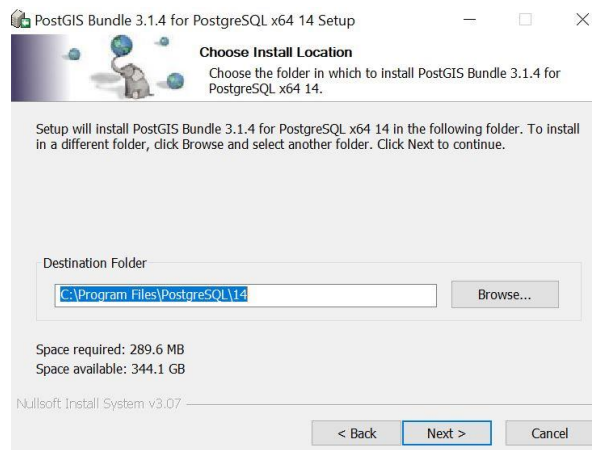 PostGIS Bundle 3.1.4 for PostgreSQL x64 14 Setup
Choose Install Location
Choose the folder in which to install PostGIS Bundle 3.1.4 for
PostgreSQL x64 14.
Setup will install PostGIS Bundle 3.1.4 for PostgreSQL x64 14 in the following folder. To install
in a different folder, click Browse and select another folder. Click Next to continue.
Destination Folder
C:\Program Files\PostgreSQL\14
Browse...
Space required: 289.6 MB
Space available: 344.1 GB
Nullsoft Install System v3.07
< Back
Next >
Cancel